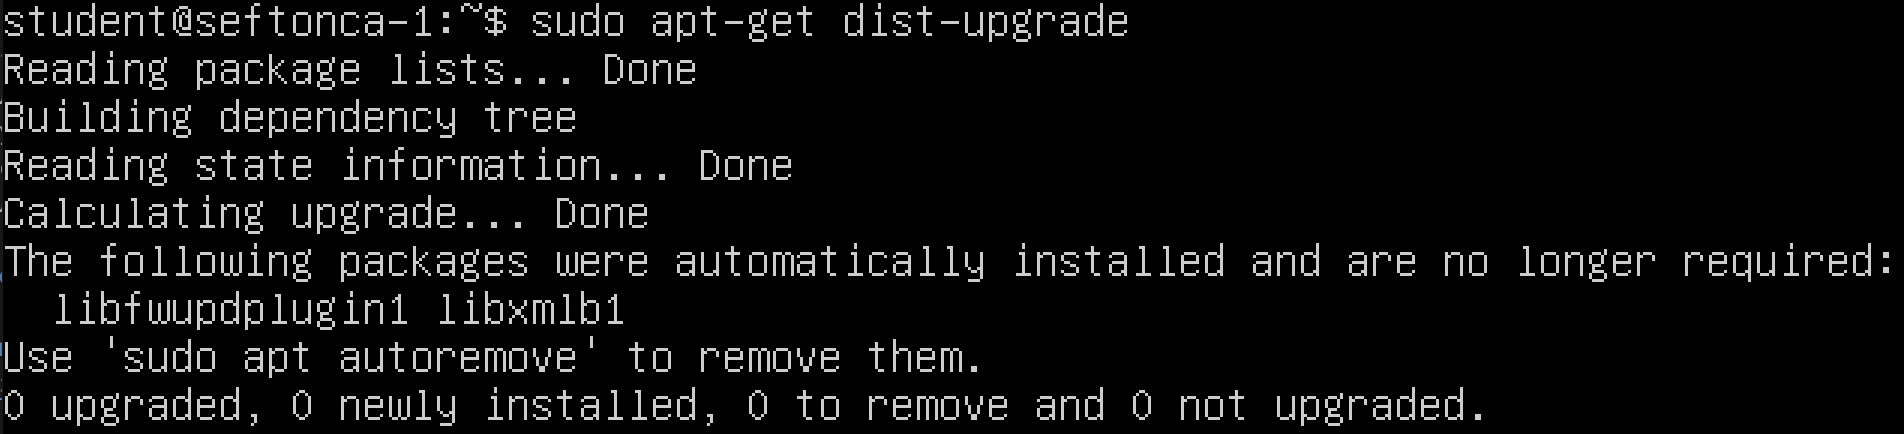 student@seftonca-1:~$ sudo apt-get dist-upgrade
Reading package lists... Done
Building dependency tree
Reading state information... Done
Calculating upgrade... Done
The following packages were automatically installed and are no longer required:
  libfwupdplugin1 libxmlb1
Use 'sudo apt autoremove' to remove them.
0 upgraded, 0 newly installed, 0 to remove and 0 not upgraded.